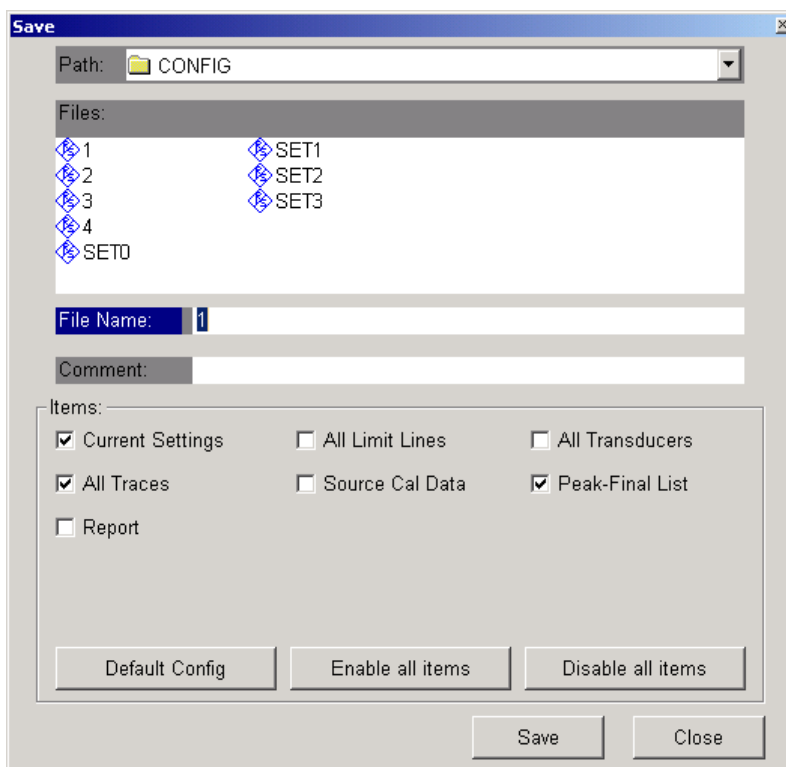 Save
Path: CONFIG
Files:
1 SET1
2 SET2
3 SET3
4
SET0
File Name: 1
Comment:
Items:
Current Settings All Limit Lines All Transducers
All Traces Source Cal Data Peak-Final List
Report
Default Config Enable all items Disable all items
Save Close